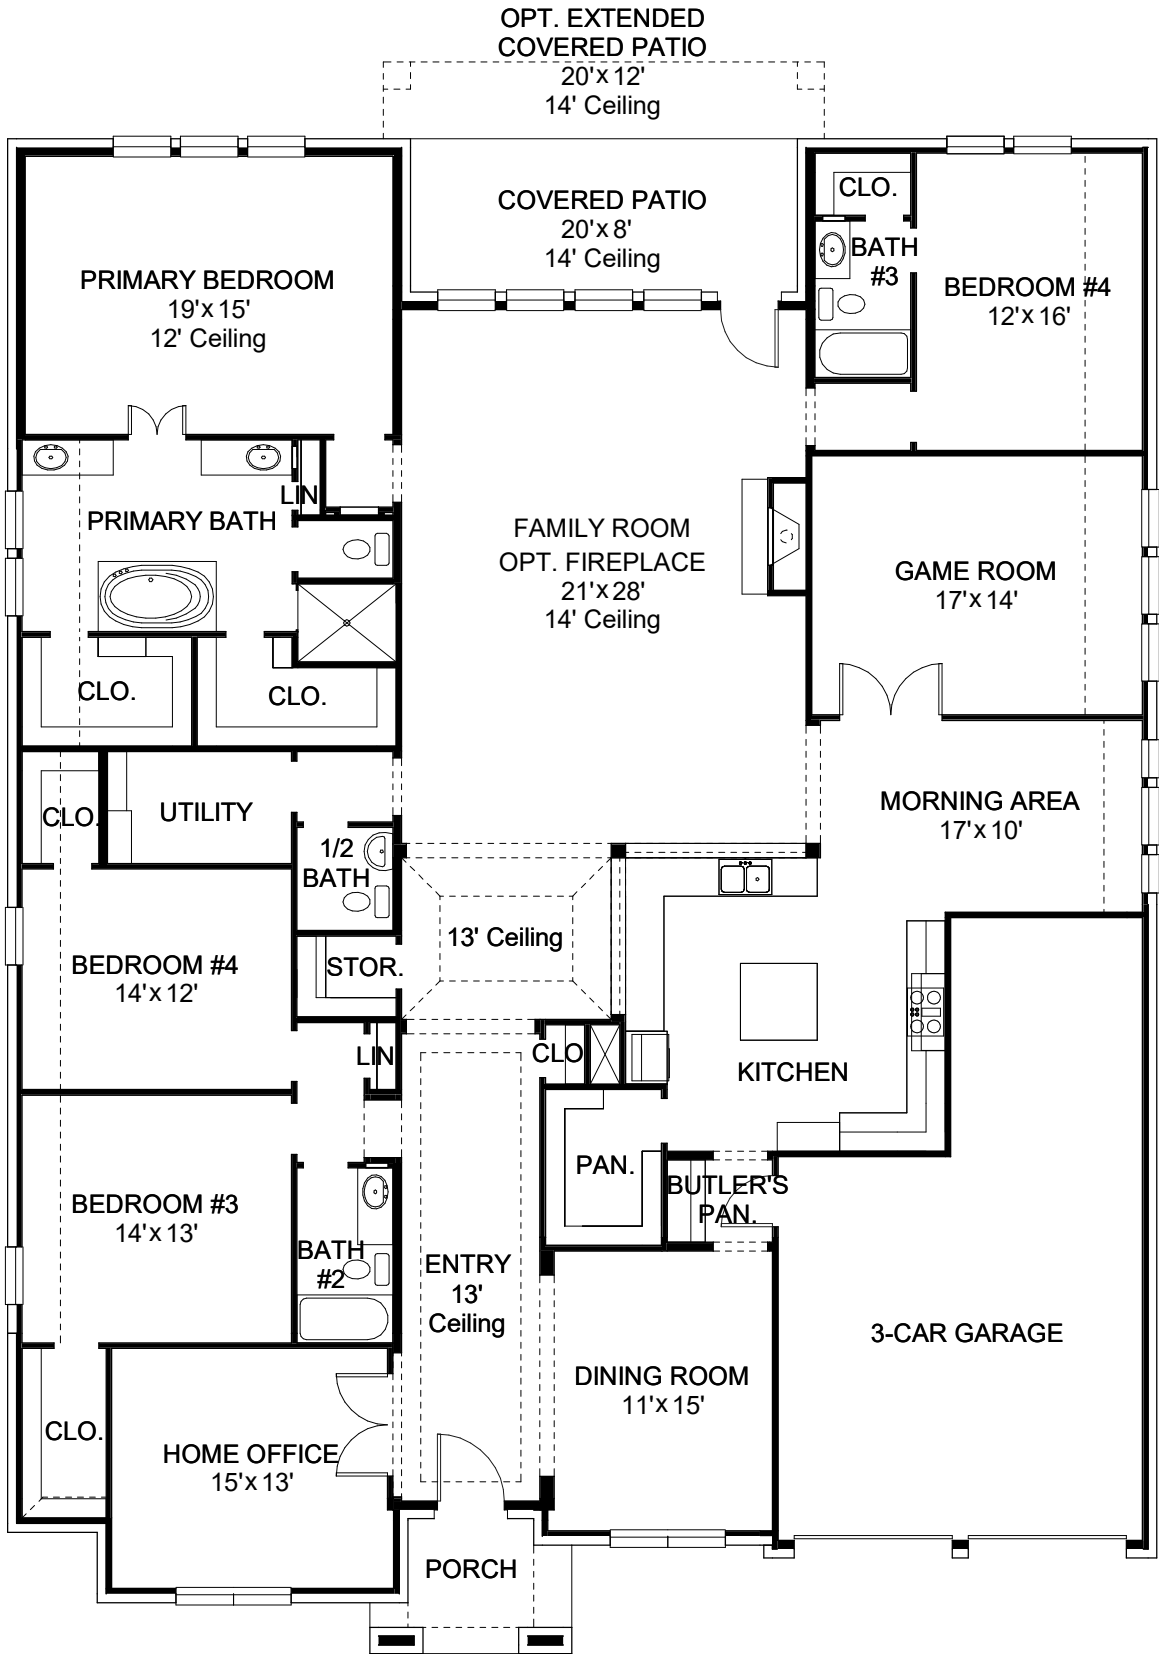 OPT. EXTENDED
COVERED PATIO
20'x 12'
14' Ceiling
COVERED PATIO
20'x 8'
14' Ceiling
CLO.
BATH
#3
BEDROOM #4
12'x 16'
PRIMARY BEDROOM
19'x 15'
12' Ceiling
LIN
PRIMARY BATH
FAMILY ROOM
OPT. FIREPLACE
21'x 28'
14' Ceiling
GAME ROOM
17'x 14'
CLO.
CLO.
CLO.
UTILITY
1/2
BATH
MORNING AREA
17'x 10'
BEDROOM #4
14'x 12'
STOR.
13' Ceiling
LIN
CLO
KITCHEN
BEDROOM #3
14'x 13'
BATH
#2
PAN.
BUTLER'S
PAN.
ENTRY
13'
Ceiling
3-CAR GARAGE
DINING ROOM
11'x 15'
CLO.
HOME OFFICE
15'x 13'
PORCH